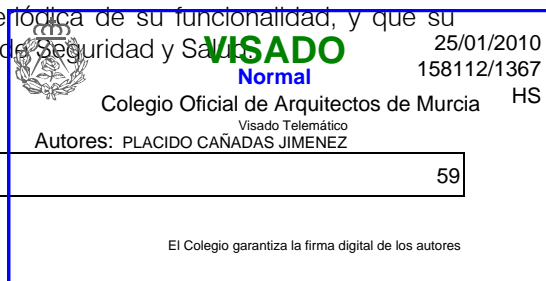 lódica de su funcionalidad, y que su
de Seguridad y Salud.
VISADO
25/01/2010
Normal
158112/1367
Colegio Oficial de Arquitectos de Murcia
HS
Visado Telemático
Autores: PLACIDO CAÑADAS JIMENEZ
59
El Colegio garantiza la firma digital de los autores